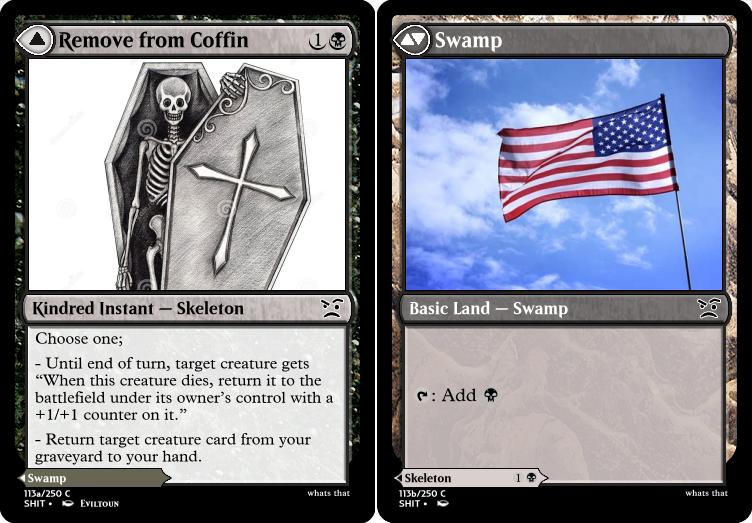 Remove from Coffin 1
Kindred Instant — Skeleton
Choose one;
- Until end of turn, target creature gets
“When this creature dies, return it to the
battlefield under its owner’s control with a
+1/+1 counter on it.”
- Return target creature card from your
graveyard to your hand.
Swamp
113a/250 C
whats that
SHIT • Eviltoun
Swamp
Basic Land — Swamp
: Add
Skeleton 1
113b/250 C
whats that
SHIT •